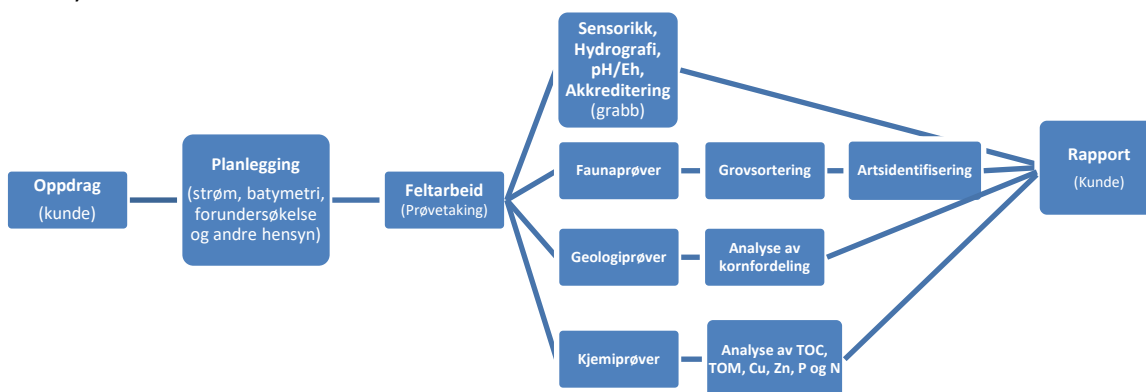 Oppdrag
(kunde)
Planlegging
(strøm, batymetri,
forundersøkelse
og andre hensyn)
Feltarbeid
(Prøvetaking)
Sensorikk,
Hydrografi,
pH/Eh,
Akkreditering
(grabb)
Faunaprøver
Grovsortering
Artsidentifisering
Geologiprøver
Analyse av
kornfordeling
Kjemiprøver
Analyse av TOC,
TOM, Cu, Zn, P og N
Rapport
(Kunde)